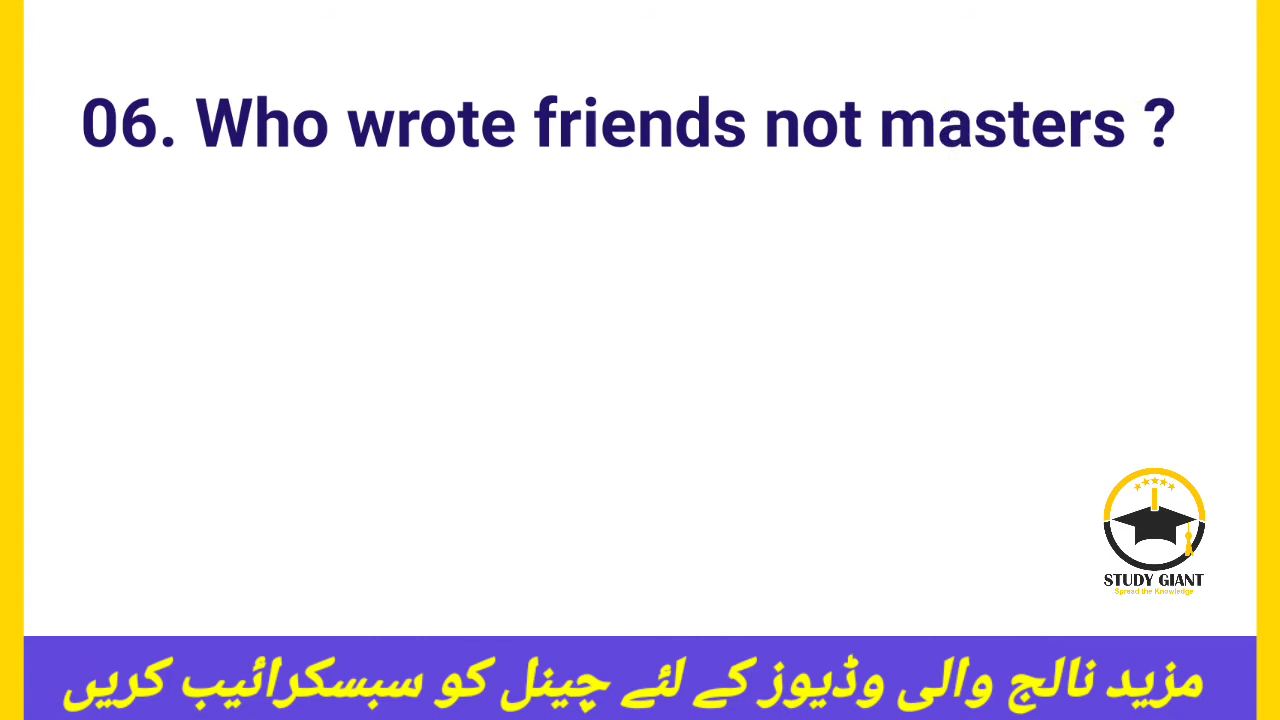 06. Who wrote friends not masters ?
STUDY GIANT
Spread the Knowledge
مزید نالج والی وڈیوز کے لئے چینل کو سبسکرائیب کریں